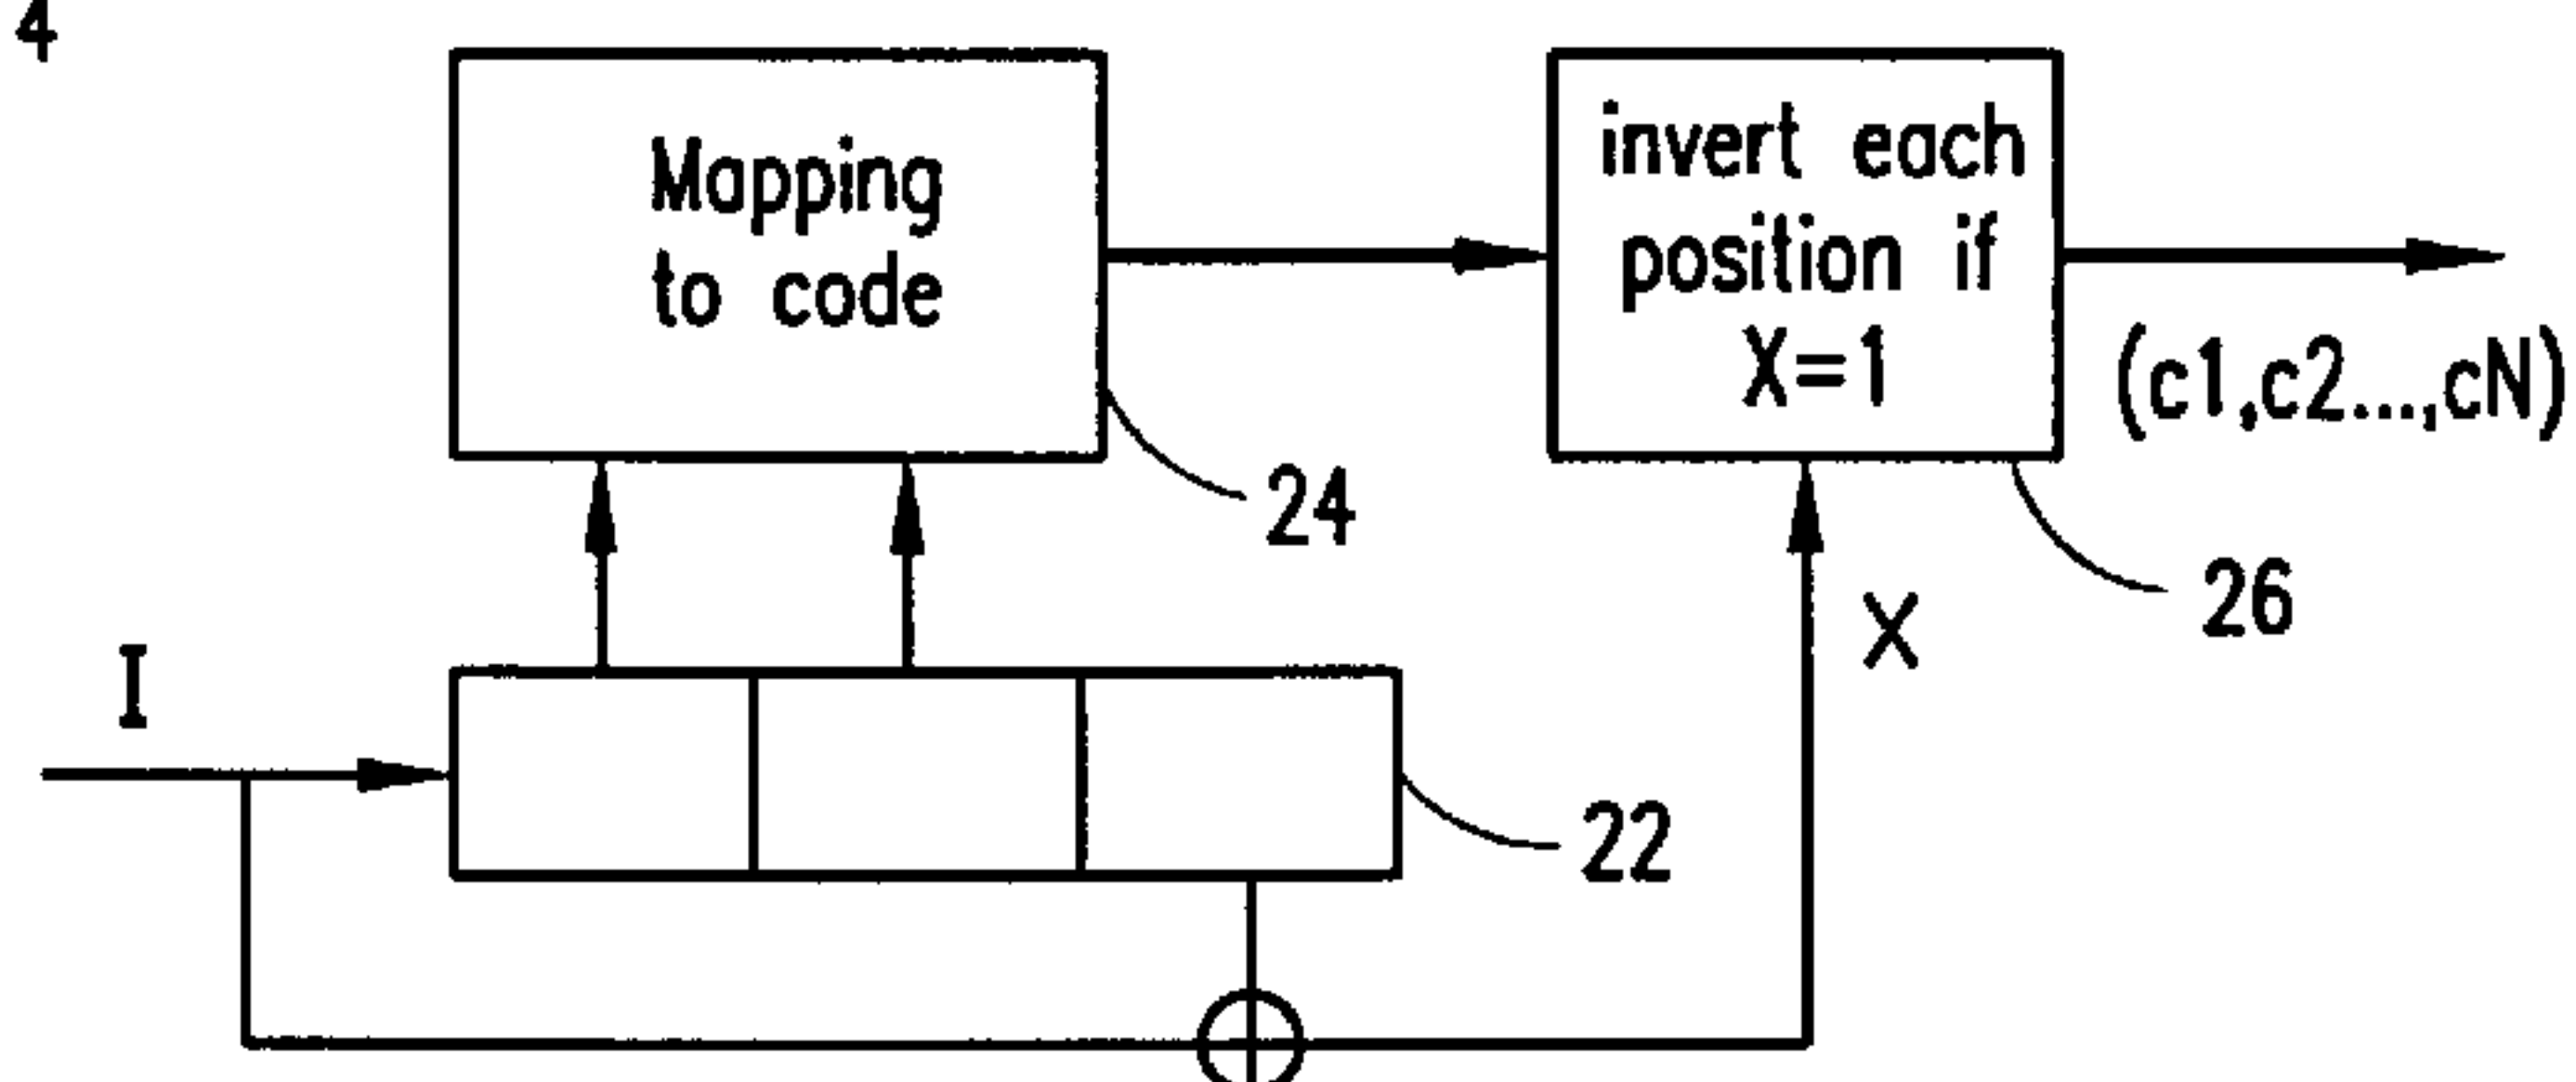 4
Mapping
to code
invert each
position if
X=1
(c1,c2...,cN)
24
26
X
I
22